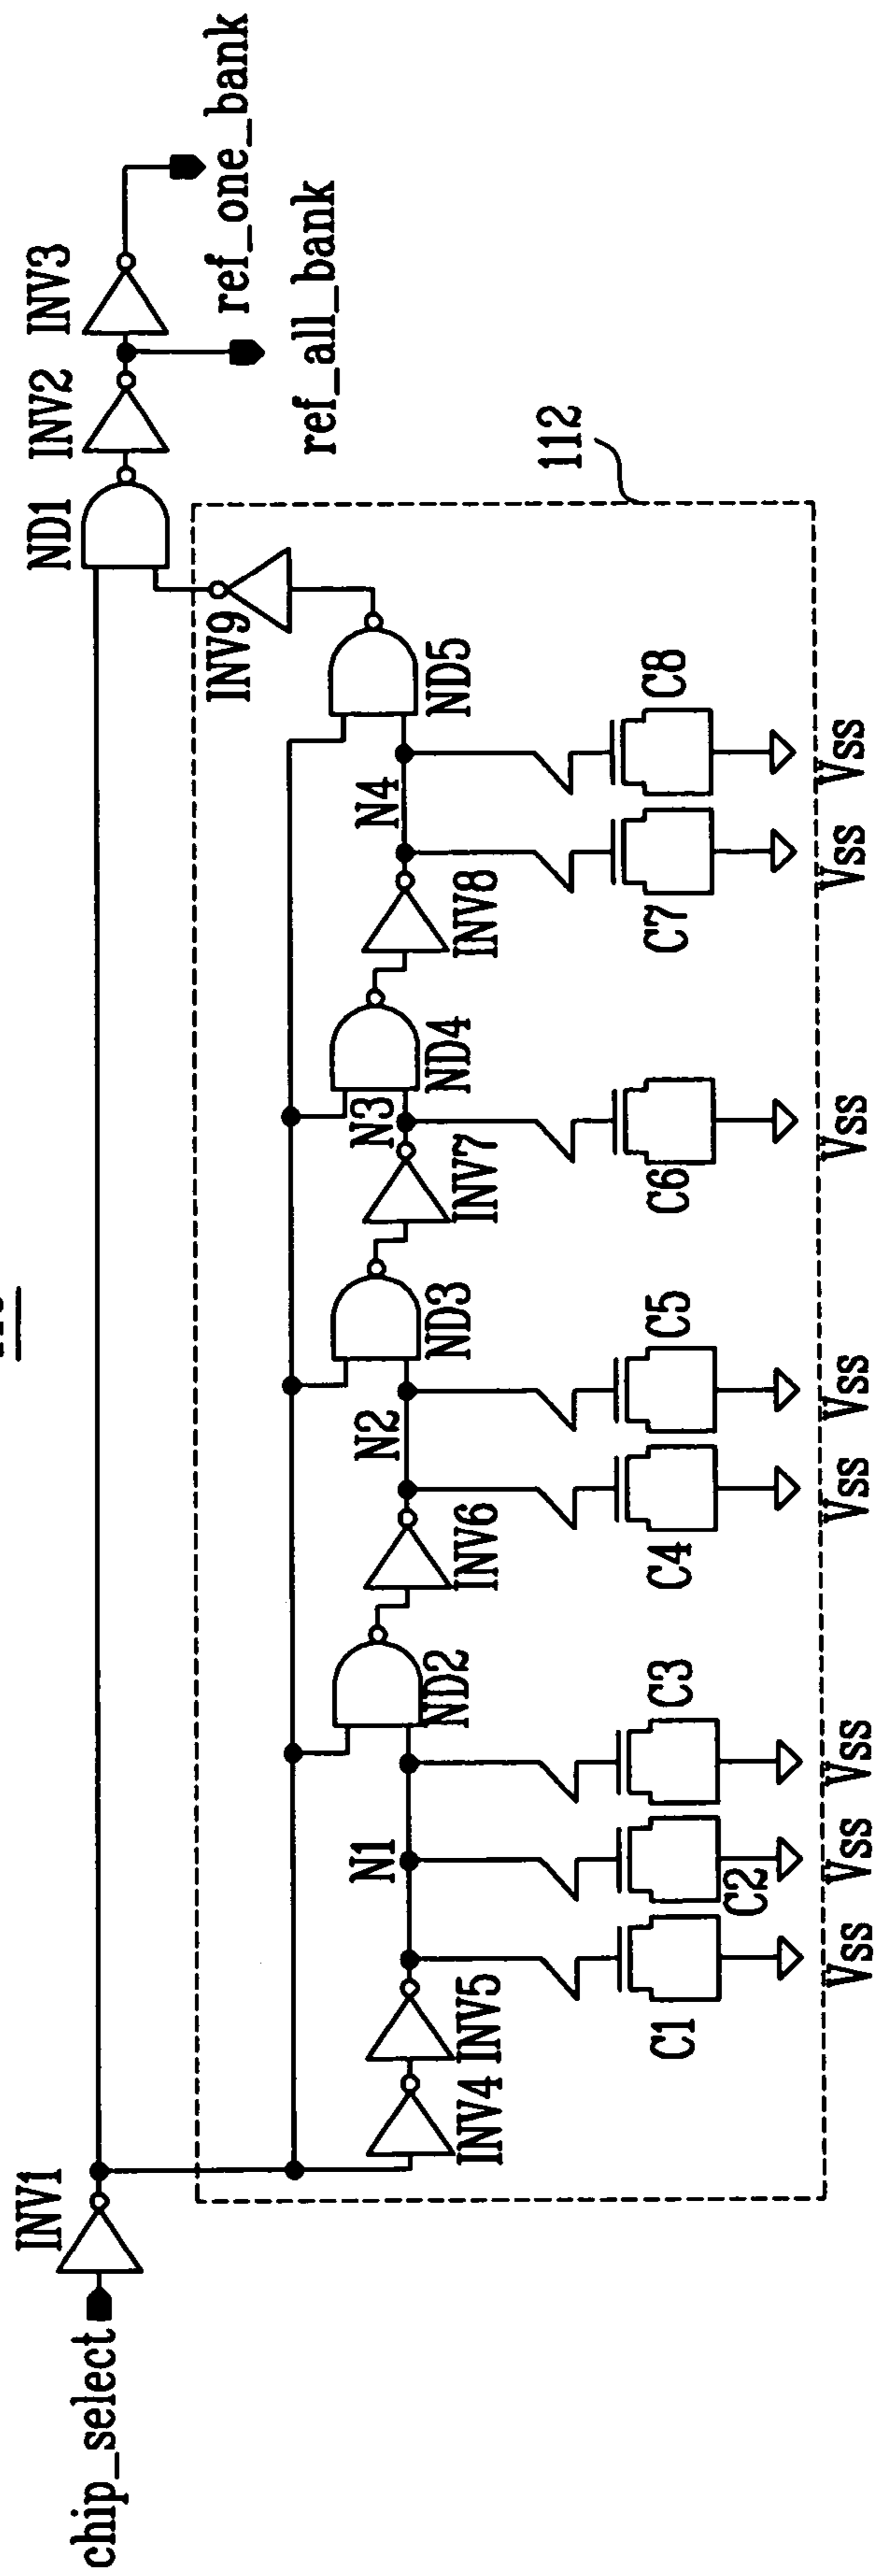 INV1
chip_select
ND1
INV2
INV3
ref_one_bank
ref_all_bank
112
INV9
INV4
INV5
N1
ND2
INV6
N2
ND3
INV7
N3
ND4
INV8
N4
ND5
C1
C2
C3
C4
C5
C6
C7
C8
Vss
Vss
Vss
Vss
Vss
Vss
Vss
Vss